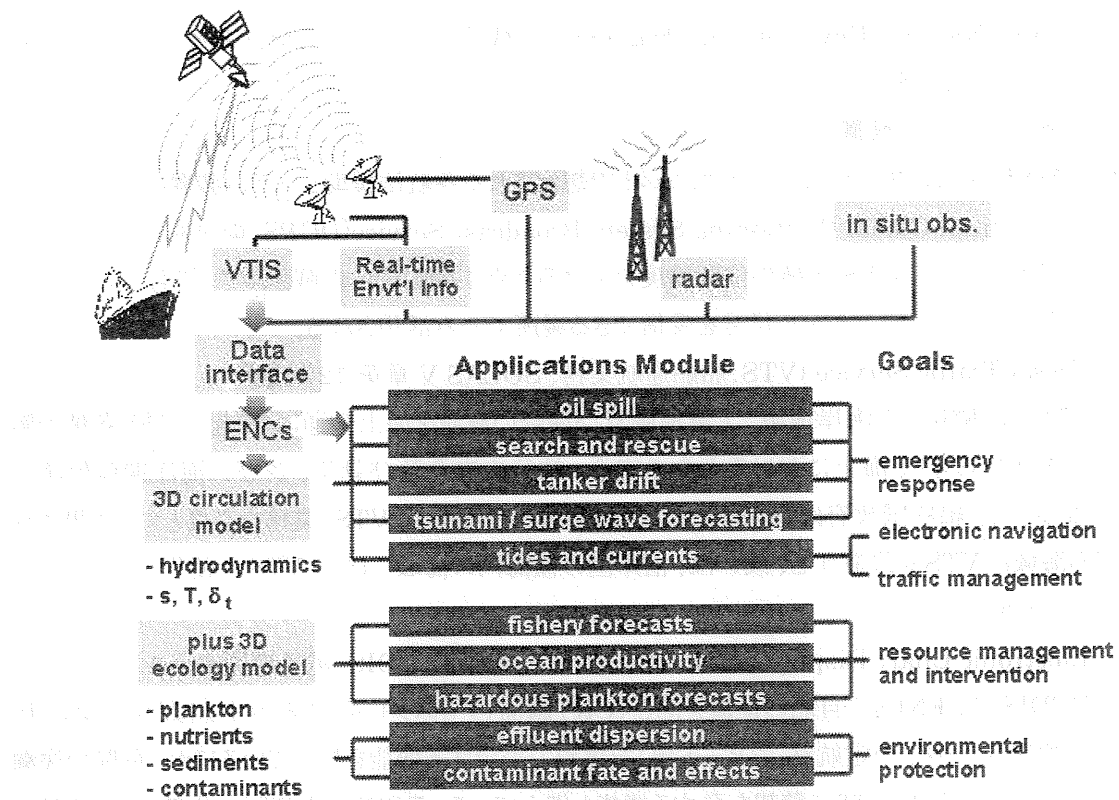 GPS
in situ obs.
VTIS
Real-time
Envt'l Info
radar
Data
interface
Applications Module
Goals
ENCs
oil spill
search and rescue
tanker drift
tsunami / surge wave forecasting
tides and currents
emergency
response
electronic navigation
traffic management
3D circulation
model
- hydrodynamics
- s, T, δt
plus 3D
ecology model
fishery forecasts
ocean productivity
hazardous plankton forecasts
resource management
and intervention
- plankton
- nutrients
- sediments
- contaminants
effluent dispersion
contaminant fate and effects
environmental
protection